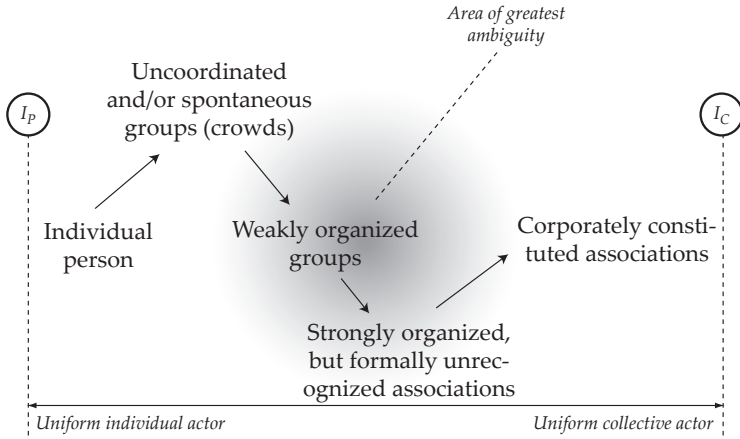 Area of greatest
ambiguity
Uncoordinated
and/or spontaneous
groups (crowds)
I_P
I_C
Individual
person
Weakly organized
groups
Corporately consti-
tuted associations
Strongly organized,
but formally unrec-
ognized associations
Uniform individual actor
Uniform collective actor